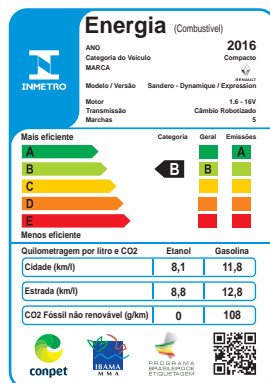 Energia (Combustível)
ANO 2016
Categoria do Veículo Compacto
MARCA RENAULT
Modelo / Versão Sandero - Dynamique / Expression
Motor 1.6 - 16V
Transmissão Câmbio Robotizado
Marchas 5
INMETRO
Mais eficiente Categoria Geral Emissões
A A
B B B
C
D
E
Menos eficiente
Quilometragem por litro e CO2 Etanol Gasolina
Cidade (km/l) 8,1 11,8
Estrada (km/l) 8,8 12,8
CO2 Fóssil não renovável (g/km) 0 108
conpet
IBAMA
MMA
PROGRAMA
BRASILEIRO DE
ETIQUETAGEM